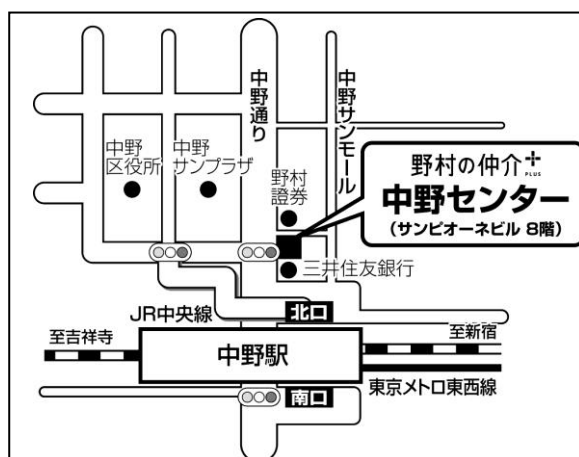 中野通り
中野サンモール
中野
区役所
中野
サンプラザ
野村
證券
野村の仲介+
PLUS
中野センター
(サンピオーネビル 8階)
三井住友銀行
北口
JR中央線
至吉祥寺
至新宿
中野駅
東京メトロ東西線
南口